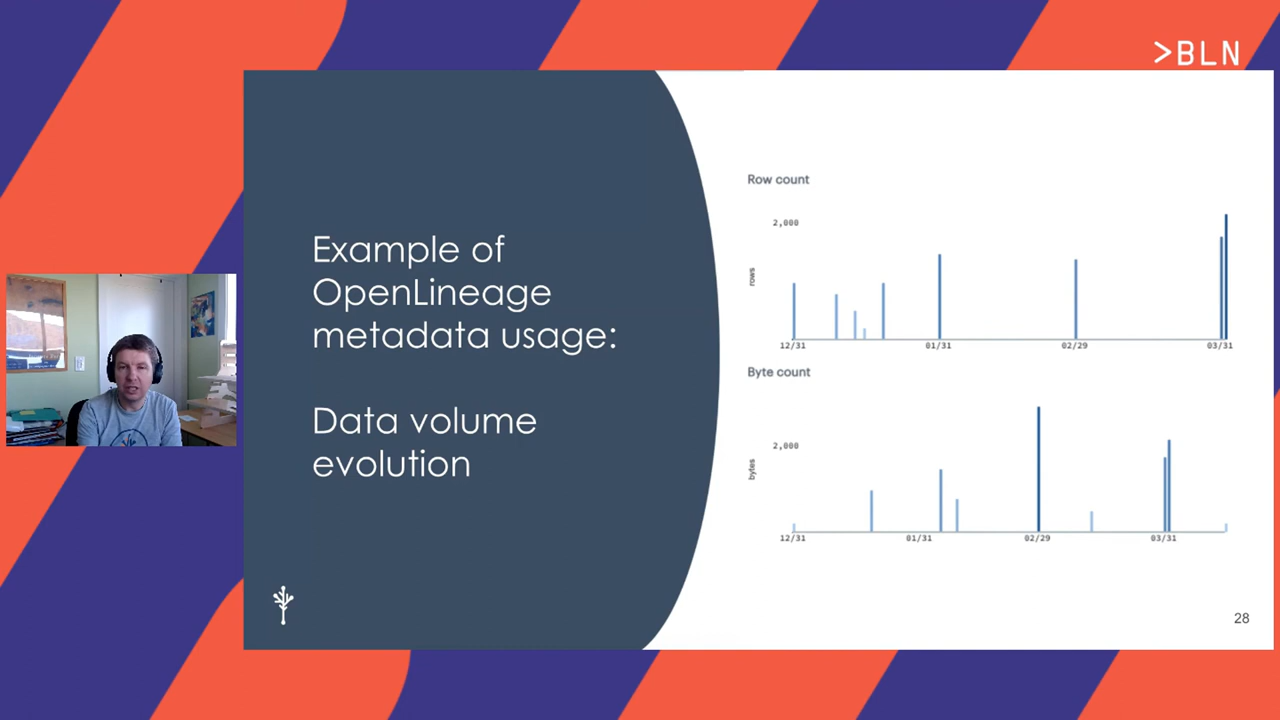 >BLN
Example of
OpenLineage
metadata usage:
Data volume
evolution
Row count
2,000
rows
12/31
01/31
02/29
03/31
Byte count
2,000
bytes
12/31
01/31
02/29
03/31
28